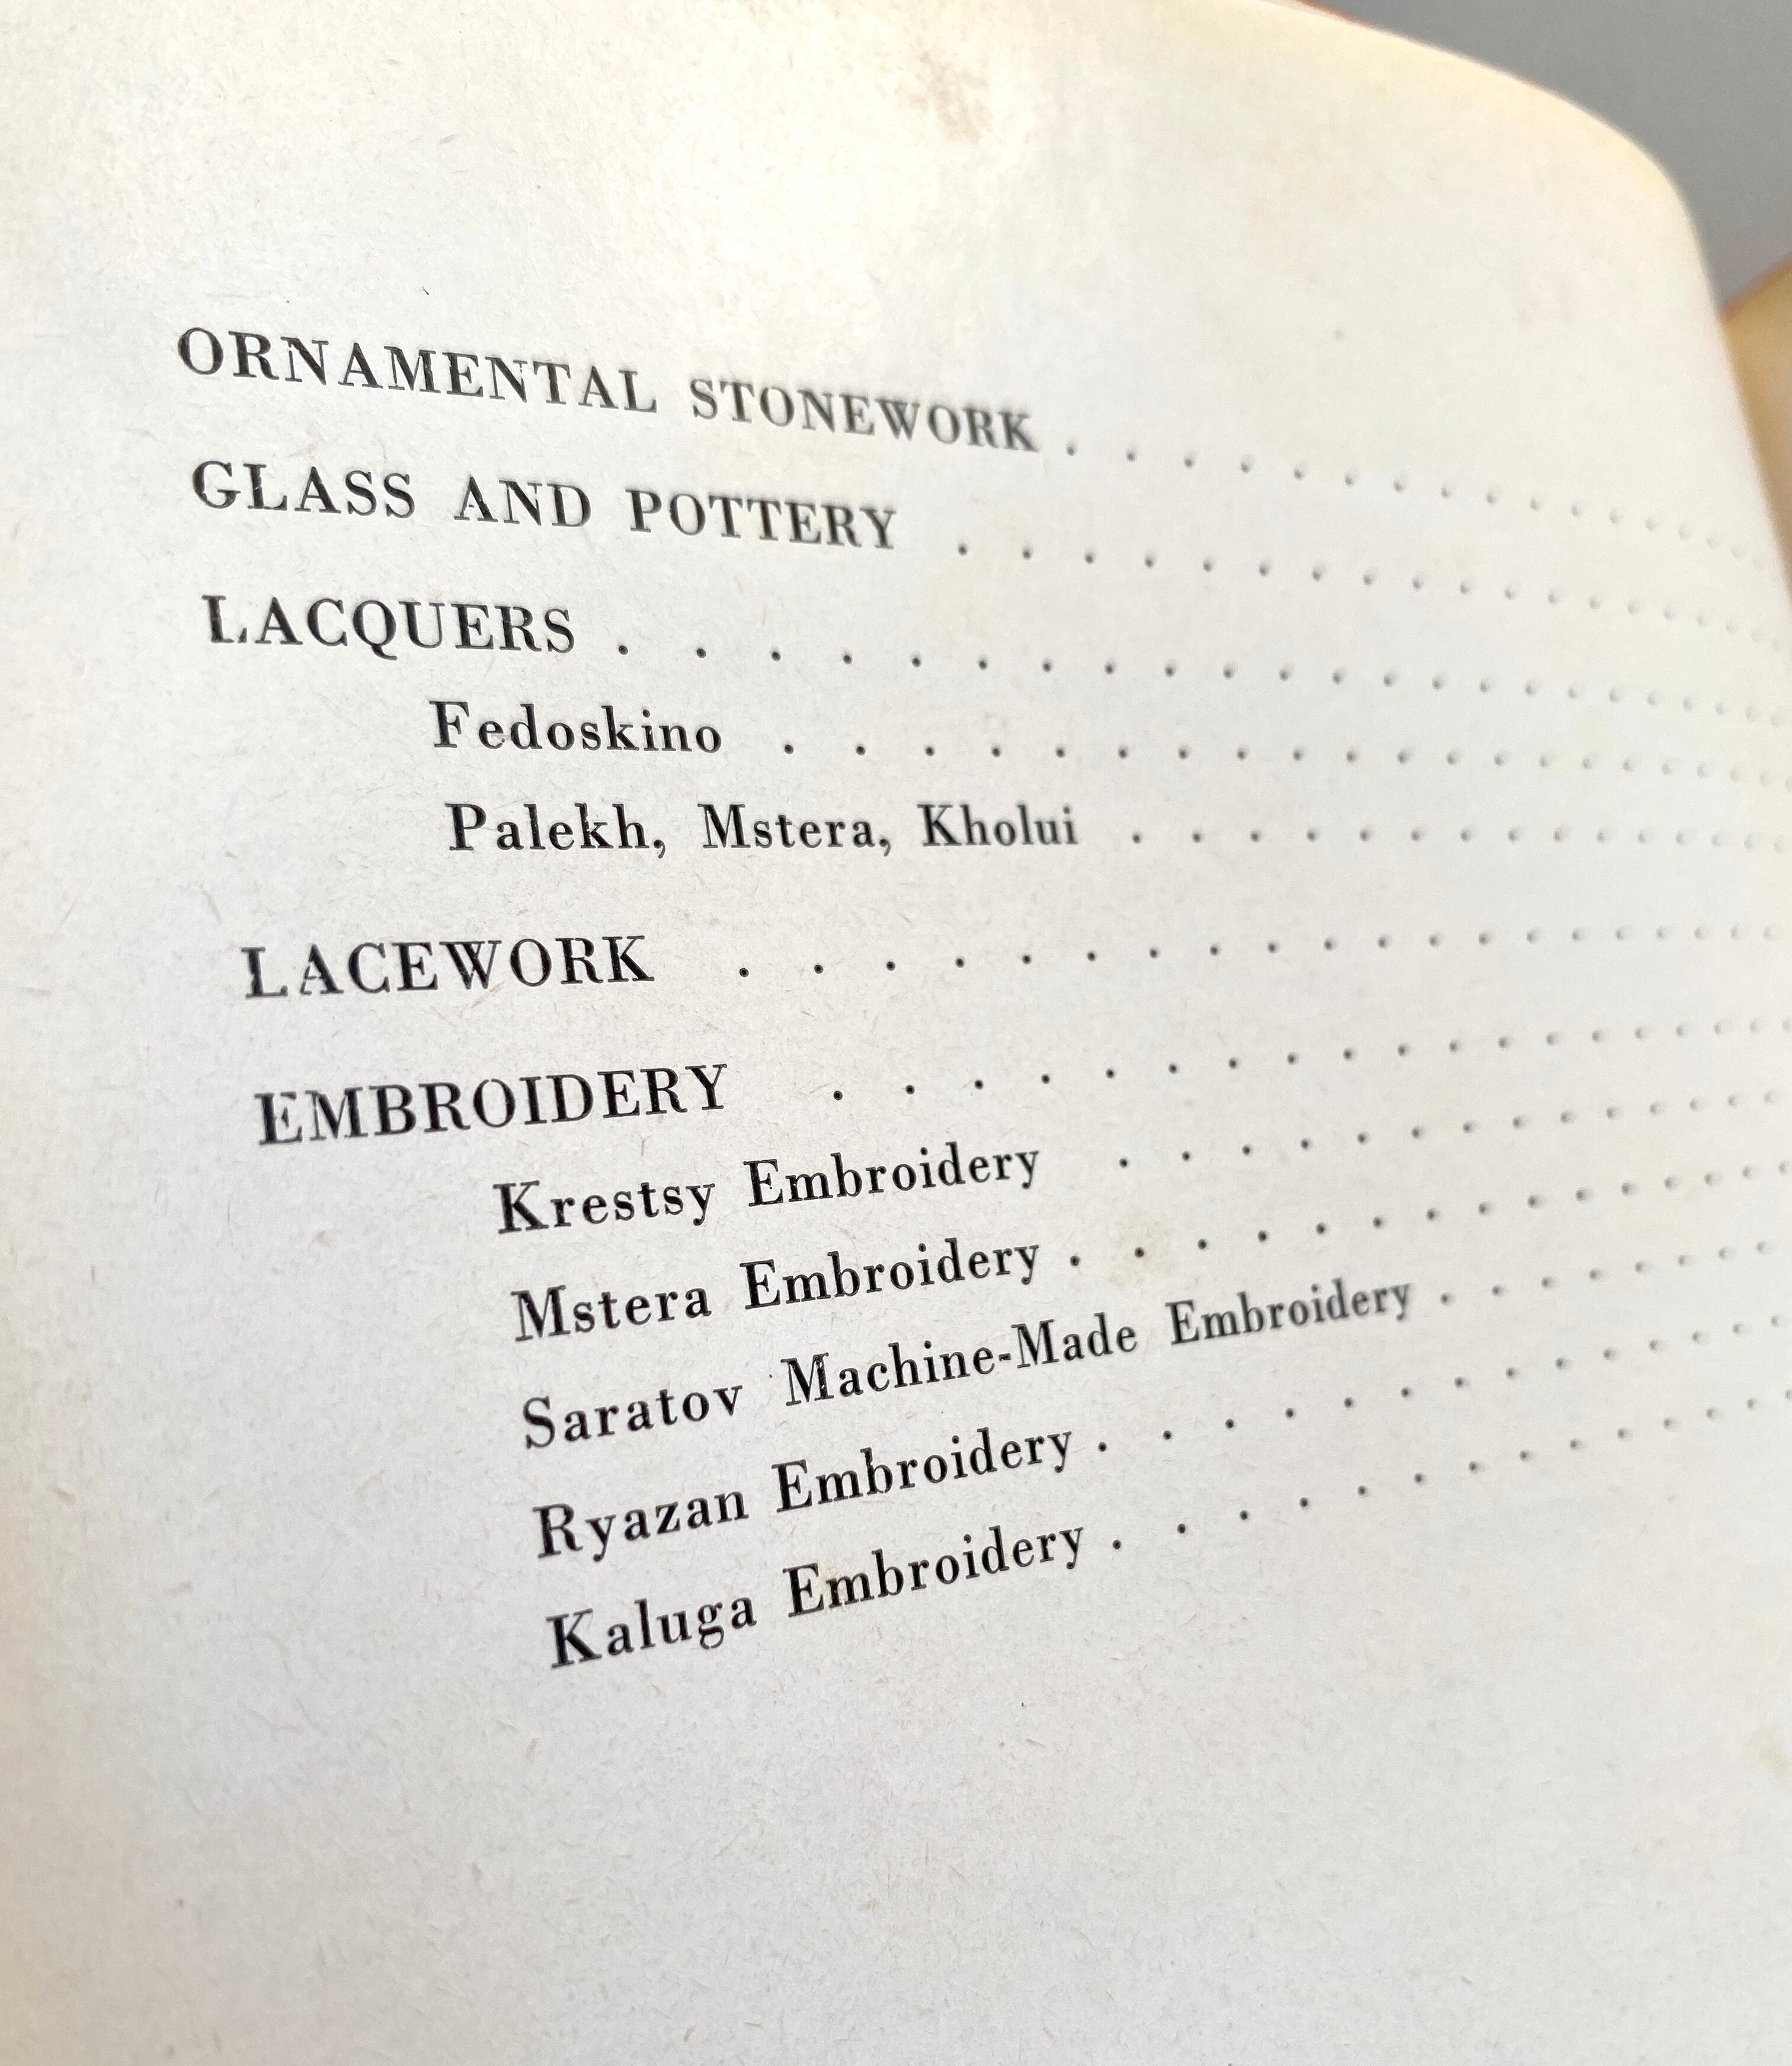 ORNAMENTAL STONEWORK . . . . . . . . . . . . . .
GLASS AND POTTERY . . . . . . . . . . . . . . .
LACQUERS . . . . . . . . . . . . . . . . . . .
Fedoskino . . . . . . . . . . . . . . . . . .
Palekh, Mstera, Kholui . . . . . . . . . . . . .
LACEWORK . . . . . . . . . . . . . . . . . .
EMBROIDERY . . . . . . . . . . . . . . . . .
Krestsy Embroidery . . . . . . . . . . . . .
Mstera Embroidery . . . . . . . . . . . . . .
Saratov Machine-Made Embroidery . . . . . . .
Ryazan Embroidery . . . . . . . . . . . . .
Kaluga Embroidery . . . . . . . . . . . . .